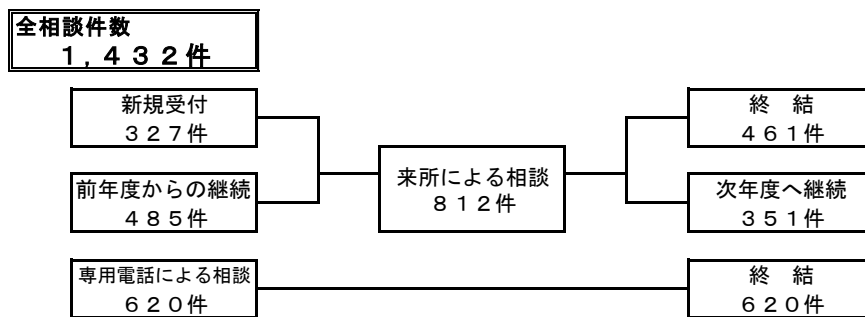 全相談件数
１,４３２件
新規受付
３２７件
終　結
４６１件
来所による相談
８１２件
前年度からの継続
４８５件
次年度へ継続
３５１件
専用電話による相談
６２０件
終　結
６２０件